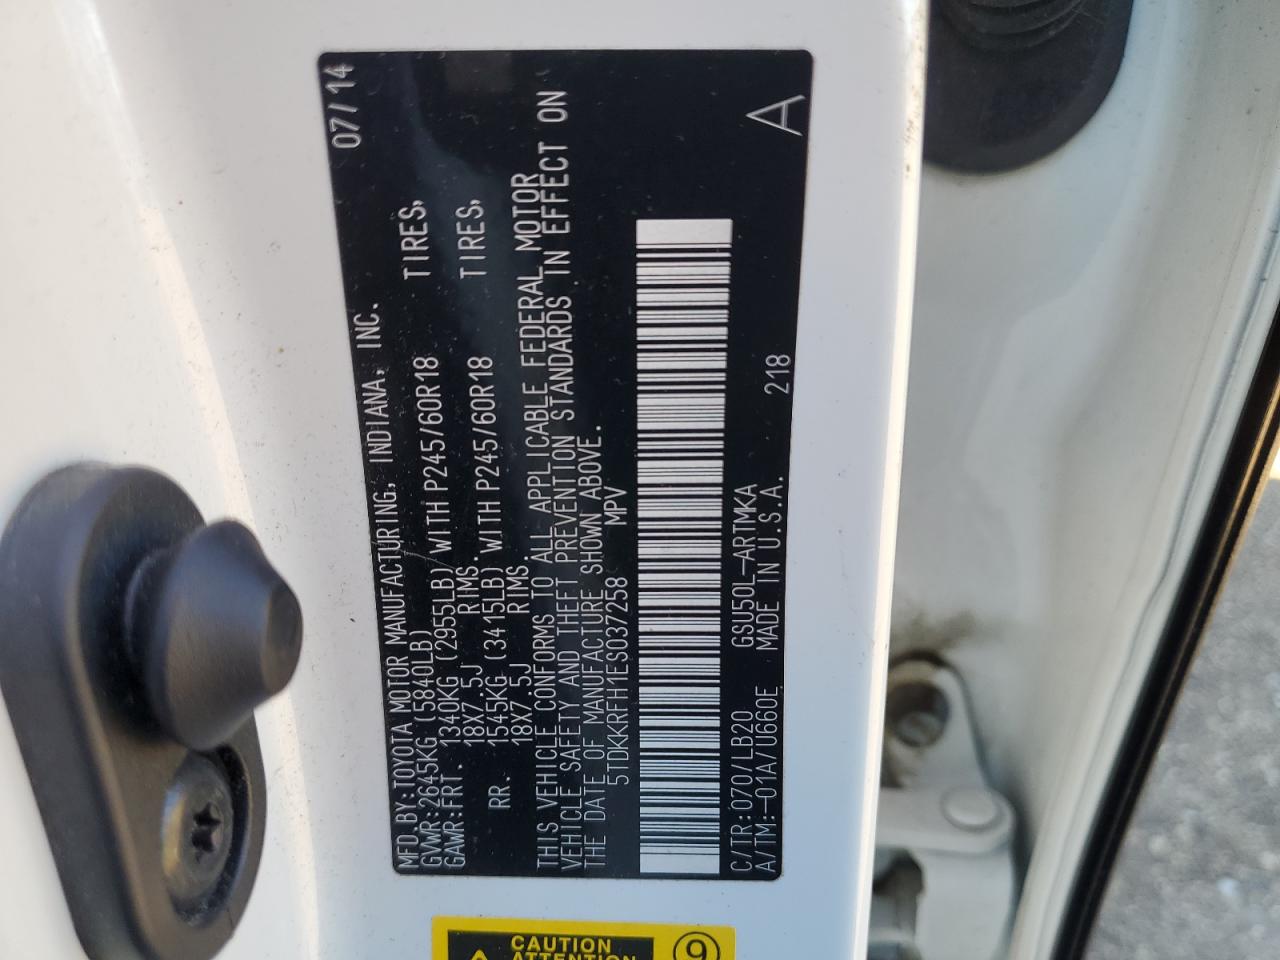 MFD.BY:TOYOTA MOTOR MANUFACTURING, INDIANA, INC. 07/14
GVWR:2645KG (5840LB)
GAWR:FRT. 1340KG (2955LB) WITH P245/60R18 TIRES,
18X7.5J RIMS.
RR. 1545KG (3415LB) WITH P245/60R18 TIRES,
18X7.5J RIMS.
THIS VEHICLE CONFORMS TO ALL APPLICABLE FEDERAL MOTOR
VEHICLE SAFETY AND THEFT PREVENTION STANDARDS IN EFFECT ON
THE DATE OF MANUFACTURE SHOWN ABOVE.
5TDKKRFH1ES037258 MPV
C/TR:070/LB20 GSU50L-ARTMKA
A/TM:-01A/U660E MADE IN U.S.A. 218 A
CAUTION
ATTENTION
9